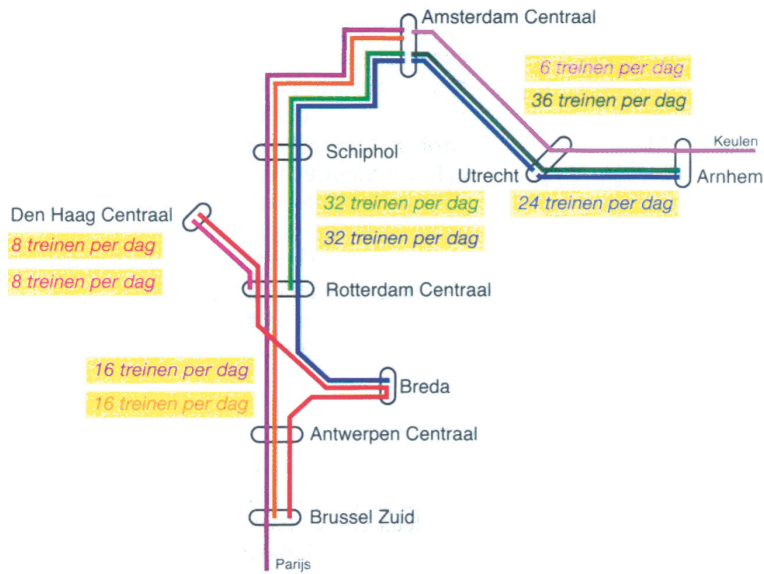 Amsterdam Centraal
6 treinen per dag
36 treinen per dag
Keulen
Schiphol
Utrecht
Arnhem
Den Haag Centraal
32 treinen per dag
24 treinen per dag
8 treinen per dag
32 treinen per dag
8 treinen per dag
Rotterdam Centraal
16 treinen per dag
Breda
16 treinen per dag
Antwerpen Centraal
Brussel Zuid
Parijs